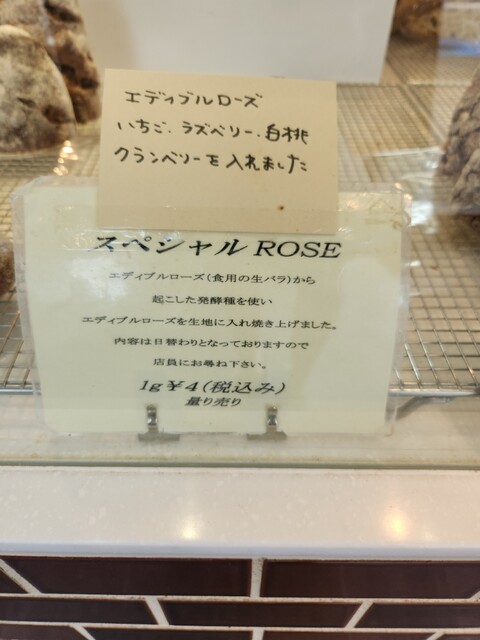 エディブルローズ
いちご、ラズベリー、白桃
クランベリーを入れました
スペシャル ROSE
エディブルローズ（食用の生バラ）から
起こした発酵種を使い
エディブルローズを生地に入れ焼き上げました。
内容は日替わりとなっておりますので
店員にお尋ね下さい。
1g￥4（税込み）
量り売り